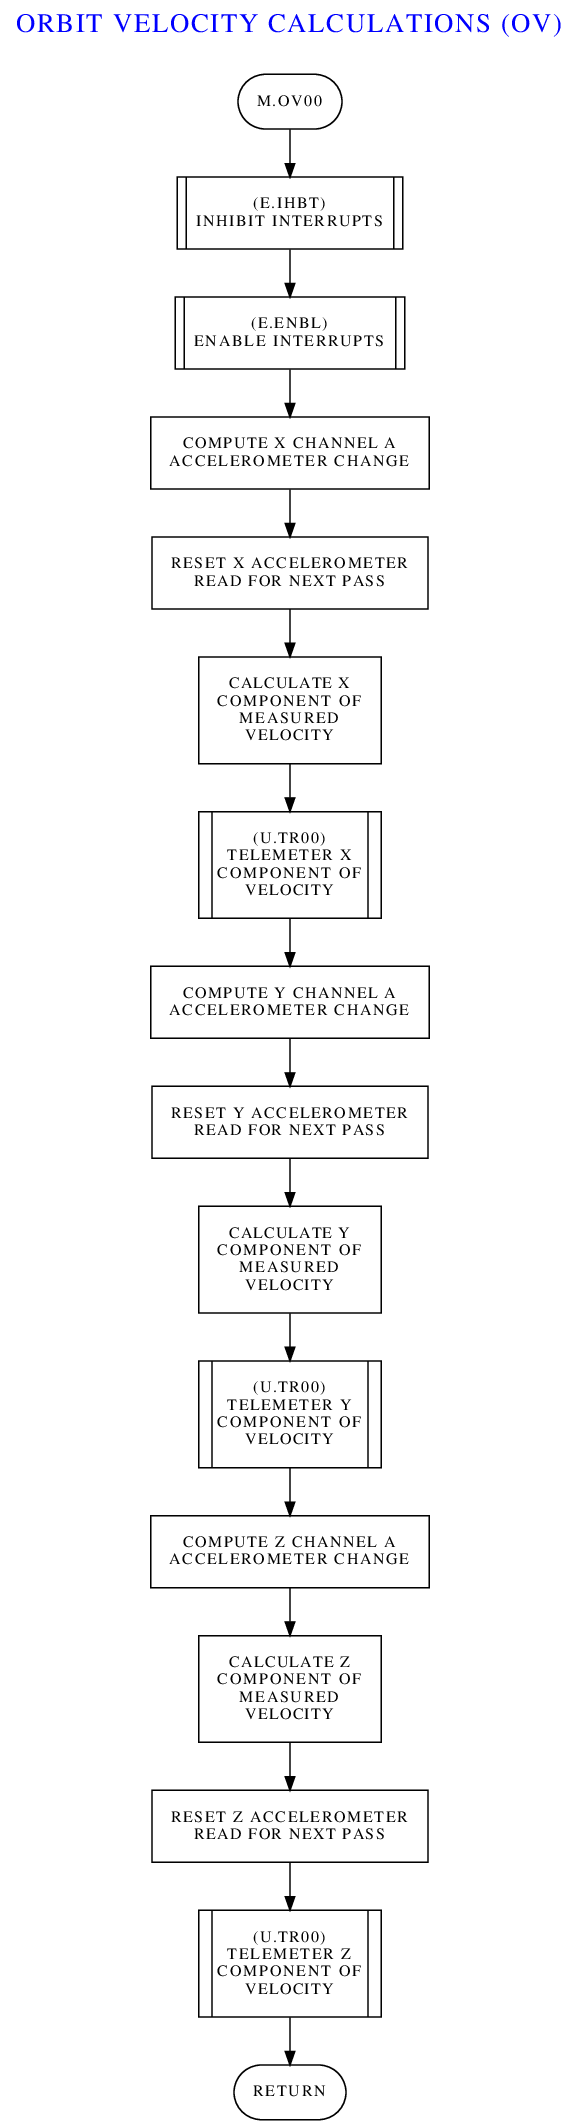 ORBIT VELOCITY CALCULATIONS (OV)
M.OV00
(E.IHBT)
INHIBIT INTERRUPTS
(E.ENBL)
ENABLE INTERRUPTS
COMPUTE X CHANNEL A
ACCELEROMETER CHANGE
RESET X ACCELEROMETER
READ FOR NEXT PASS
CALCULATE X
COMPONENT OF
MEASURED
VELOCITY
(U.TR00)
TELEMETER X
COMPONENT OF
VELOCITY
COMPUTE Y CHANNEL A
ACCELEROMETER CHANGE
RESET Y ACCELEROMETER
READ FOR NEXT PASS
CALCULATE Y
COMPONENT OF
MEASURED
VELOCITY
(U.TR00)
TELEMETER Y
COMPONENT OF
VELOCITY
COMPUTE Z CHANNEL A
ACCELEROMETER CHANGE
CALCULATE Z
COMPONENT OF
MEASURED
VELOCITY
RESET Z ACCELEROMETER
READ FOR NEXT PASS
(U.TR00)
TELEMETER Z
COMPONENT OF
VELOCITY
RETURN